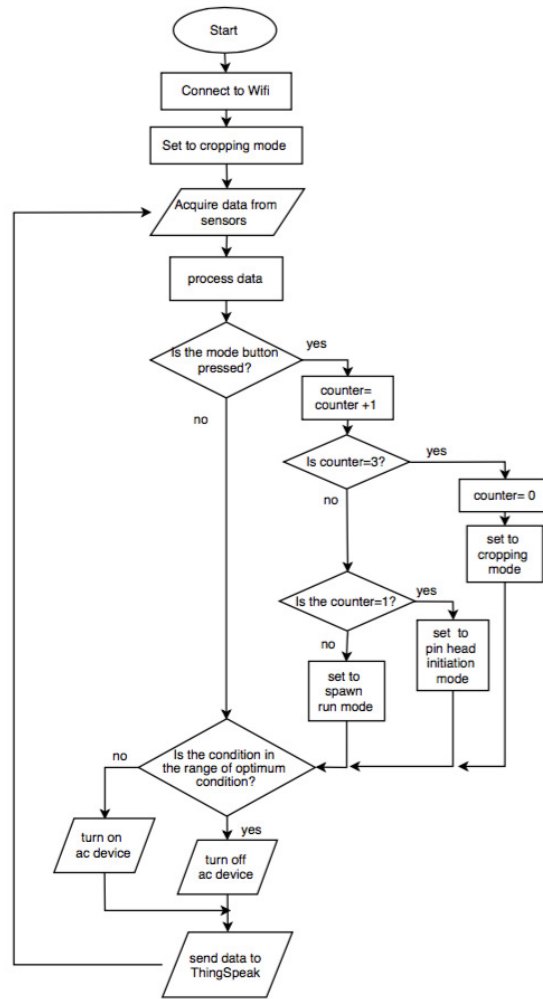 Start
Connect to Wifi
Set to cropping mode
Acquire data from
sensors
process data
Is the mode button
pressed?
yes
no
counter=
counter +1
Is counter=3?
yes
no
counter= 0
set to
cropping
mode
Is the counter=1?
yes
no
set to
pin head
initiation
mode
set to
spawn
run mode
Is the condition in
the range of optimum
condition?
no
yes
turn on
ac device
turn off
ac device
send data to
ThingSpeak